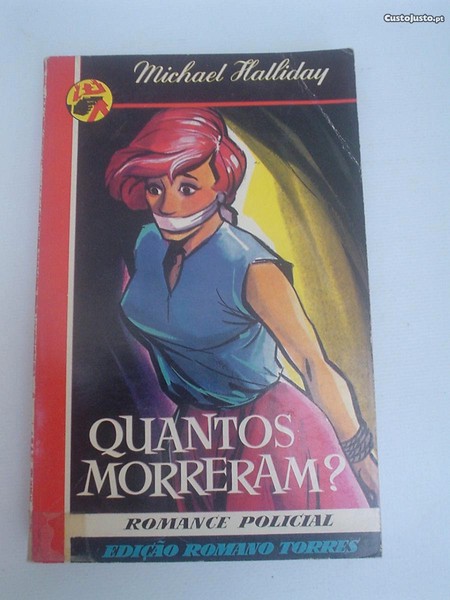 CustoJusto.pt
Michael Halliday
QUANTOS
MORRERAM?
ROMANCE POLICIAL
EDIÇÃO ROMANO TORRES